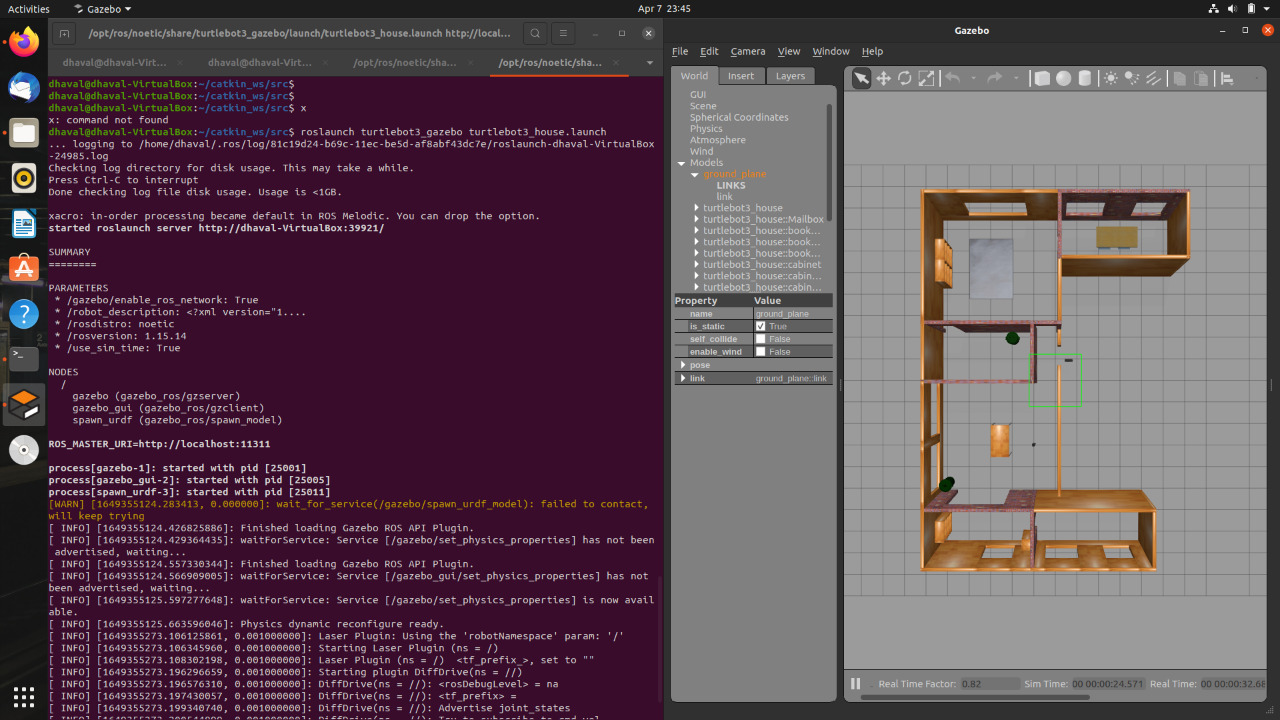 Activities
Gazebo
Apr 7 23:45
/opt/ros/noetic/share/turtlebot3_gazebo/launch/turtlebot3_house.launch http://local...
dhaval@dhaval-Virt...
dhaval@dhaval-Virt...
/opt/ros/noetic/sha...
/opt/ros/noetic/sha...
dhaval@dhaval-VirtualBox:~/catkin_ws/src$
dhaval@dhaval-VirtualBox:~/catkin_ws/src$
dhaval@dhaval-VirtualBox:~/catkin_ws/src$ x
x: command not found
dhaval@dhaval-VirtualBox:~/catkin_ws/src$ roslaunch turtlebot3_gazebo turtlebot3_house.launch
... logging to /home/dhaval/.ros/log/81c19d24-b69c-11ec-be5d-af8abf43dc7e/roslaunch-dhaval-VirtualBox
-24985.log
Checking log directory for disk usage. This may take a while.
Press Ctrl-C to interrupt
Done checking log file disk usage. Usage is <1GB.
xacro: in-order processing became default in ROS Melodic. You can drop the option.
started roslaunch server http://dhaval-VirtualBox:39921/
SUMMARY
========
PARAMETERS
* /gazebo/enable_ros_network: True
* /robot_description: <?xml version="1....
* /rosdistro: noetic
* /rosversion: 1.15.14
* /use_sim_time: True
NODES
/
gazebo (gazebo_ros/gzserver)
gazebo_gui (gazebo_ros/gzclient)
spawn_urdf (gazebo_ros/spawn_model)
ROS_MASTER_URI=http://localhost:11311
process[gazebo-1]: started with pid [25001]
process[gazebo_gui-2]: started with pid [25005]
process[spawn_urdf-3]: started with pid [25011]
[WARN] [1649355124.283413, 0.000000]: wait_for_service(/gazebo/spawn_urdf_model): failed to contact,
will keep trying
[ INFO] [1649355124.426825886]: Finished loading Gazebo ROS API Plugin.
[ INFO] [1649355124.429364435]: waitForService: Service [/gazebo/set_physics_properties] has not been
advertised, waiting...
[ INFO] [1649355124.557330344]: Finished loading Gazebo ROS API Plugin.
[ INFO] [1649355124.566909005]: waitForService: Service [/gazebo_gui/set_physics_properties] has not
been advertised, waiting...
[ INFO] [1649355125.597277648]: waitForService: Service [/gazebo/set_physics_properties] is now avail
able.
[ INFO] [1649355125.663596046]: Physics dynamic reconfigure ready.
[ INFO] [1649355273.106125861, 0.001000000]: Laser Plugin: Using the 'robotNamespace' param: '/'
[ INFO] [1649355273.106345960, 0.001000000]: Starting Laser Plugin (ns = /)
[ INFO] [1649355273.108302198, 0.001000000]: Laser Plugin (ns = /) <tf_prefix_>, set to ""
[ INFO] [1649355273.196296659, 0.001000000]: Starting plugin DiffDrive(ns = //)
[ INFO] [1649355273.196576310, 0.001000000]: DiffDrive(ns = //): <rosDebugLevel> = na
[ INFO] [1649355273.197430057, 0.001000000]: DiffDrive(ns = //): <tf_prefix> =
[ INFO] [1649355273.199340740, 0.001000000]: DiffDrive(ns = //): Advertise joint_states
Gazebo
File Edit Camera View Window Help
World Insert Layers
GUI
Scene
Spherical Coordinates
Physics
Atmosphere
Wind
Models
ground_plane
LINKS
link
turtlebot3_house
turtlebot3_house::Mailbox
turtlebot3_house::book...
turtlebot3_house::book...
turtlebot3_house::book...
turtlebot3_house::cabinet
turtlebot3_house::cabin...
turtlebot3_house::cabin...
Property Value
name ground_plane
is_static True
self_collide False
enable_wind False
pose
link ground_plane::link
Real Time Factor: 0.82 Sim Time: 00 00:00:24.571 Real Time: 00 00:00:32.68